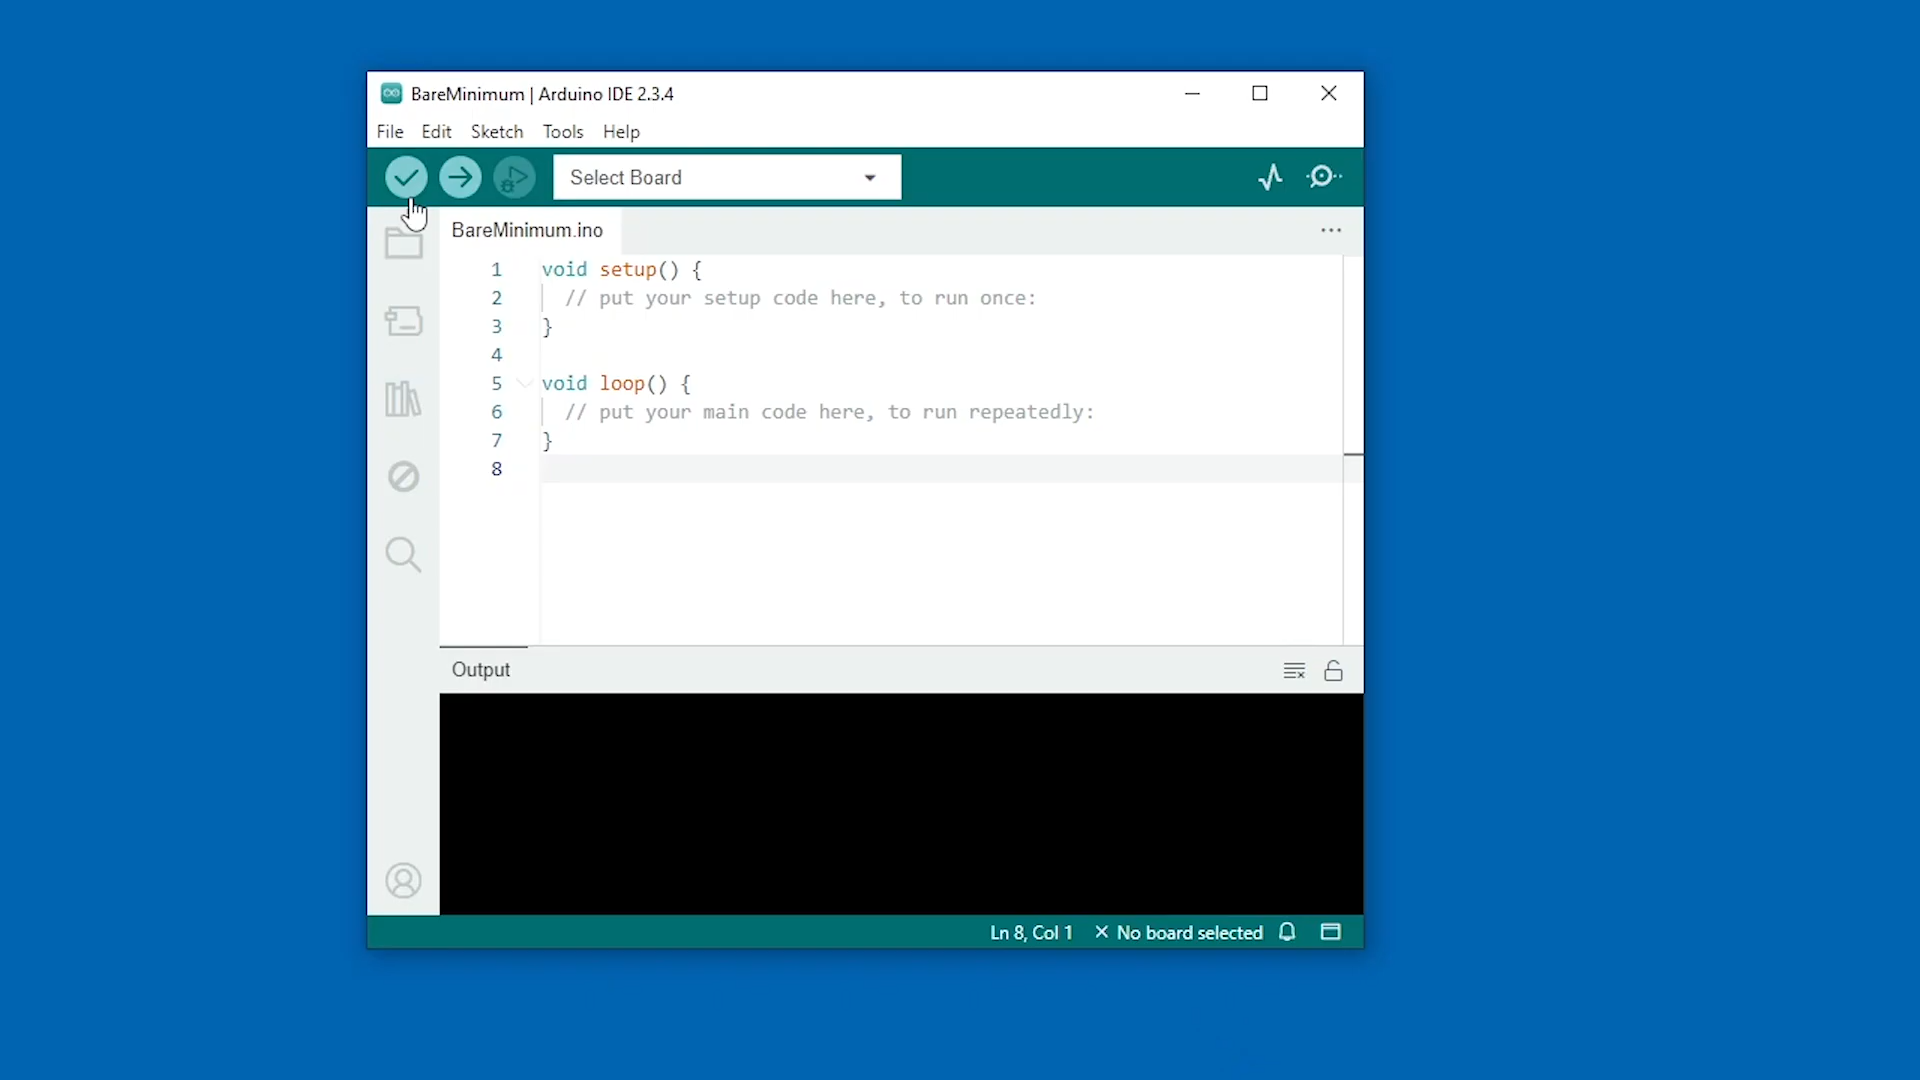 BareMinimum | Arduino IDE 2.3.4
File Edit Sketch Tools Help
Select Board
BareMinimum.ino
1 void setup() {
2 // put your setup code here, to run once:
3 }
4
5 void loop() {
6 // put your main code here, to run repeatedly:
7 }
8
Output
Ln 8, Col 1 × No board selected